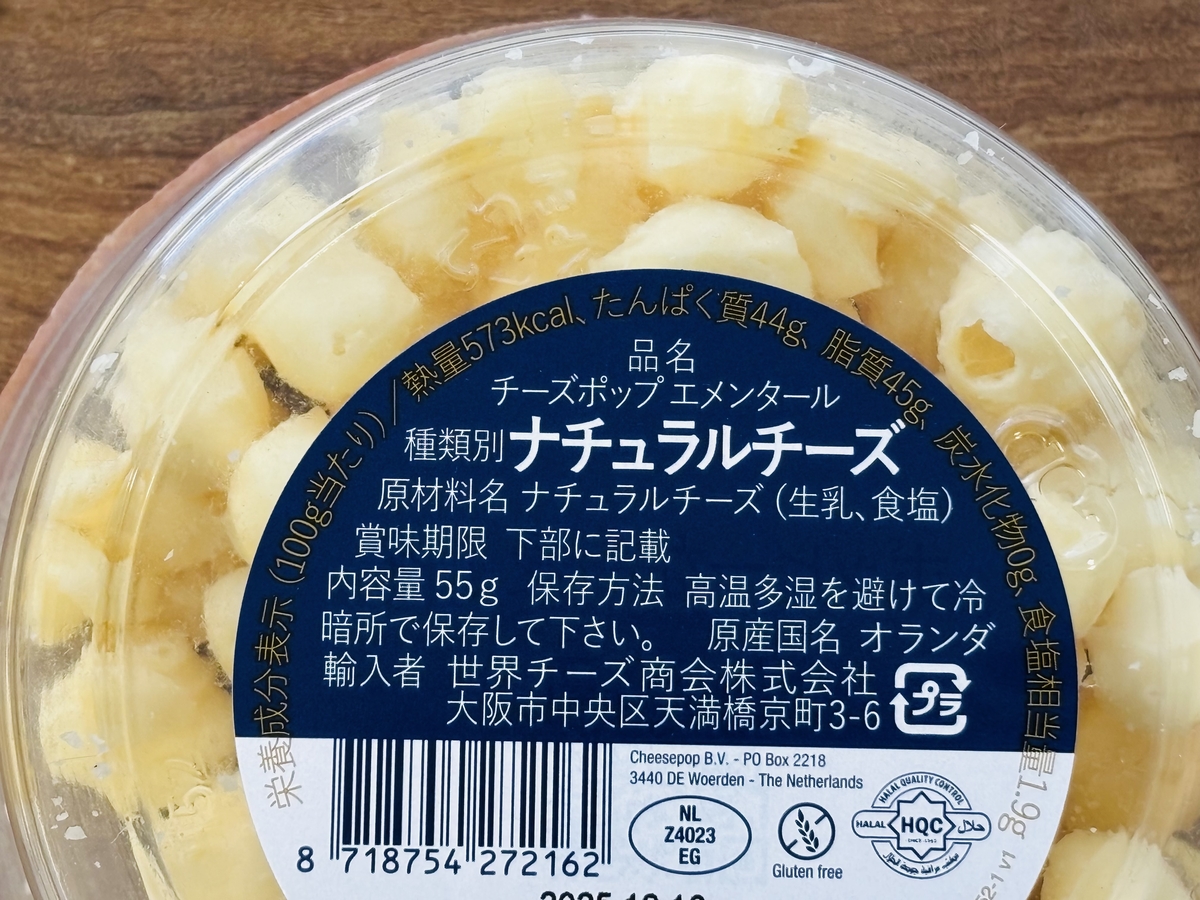 栄養成分表示 (100g当たり)／熱量573kcal、たんぱく質44g、脂質45g、炭水化物0g、食塩相当量1.9g
品名
チーズポップ エメンタール
種類別 ナチュラルチーズ
原材料名 ナチュラルチーズ (生乳、食塩)
賞味期限 下部に記載
内容量 55g 保存方法 高温多湿を避けて冷
暗所で保存して下さい。 原産国名 オランダ
輸入者 世界チーズ商会株式会社
大阪市中央区天満橋京町3-6
プラ
Cheesepop B.V. - PO Box 2218
3440 DE Woerden - The Netherlands
8 718754 272162
NL
Z4023
EG
Gluten free
HALAL QUALITY CONTROL
HALAL HQC حلال
SINCE 1983
52-1 V1